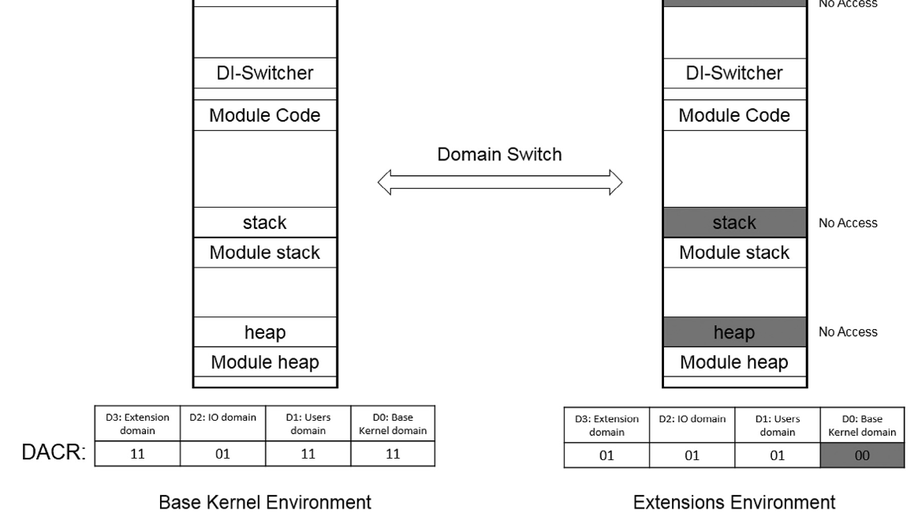 No Access
DI-Switcher
DI-Switcher
Module Code
Module Code
Domain Switch
stack
stack
No Access
Module stack
Module stack
heap
heap
No Access
Module heap
Module heap
DACR:
D3: Extension
domain
D2: IO domain
D1: Users
domain
D0: Base
Kernel domain
11
01
11
11
D3: Extension
domain
D2: IO domain
D1: Users
domain
D0: Base
Kernel domain
01
01
01
00
Base Kernel Environment
Extensions Environment